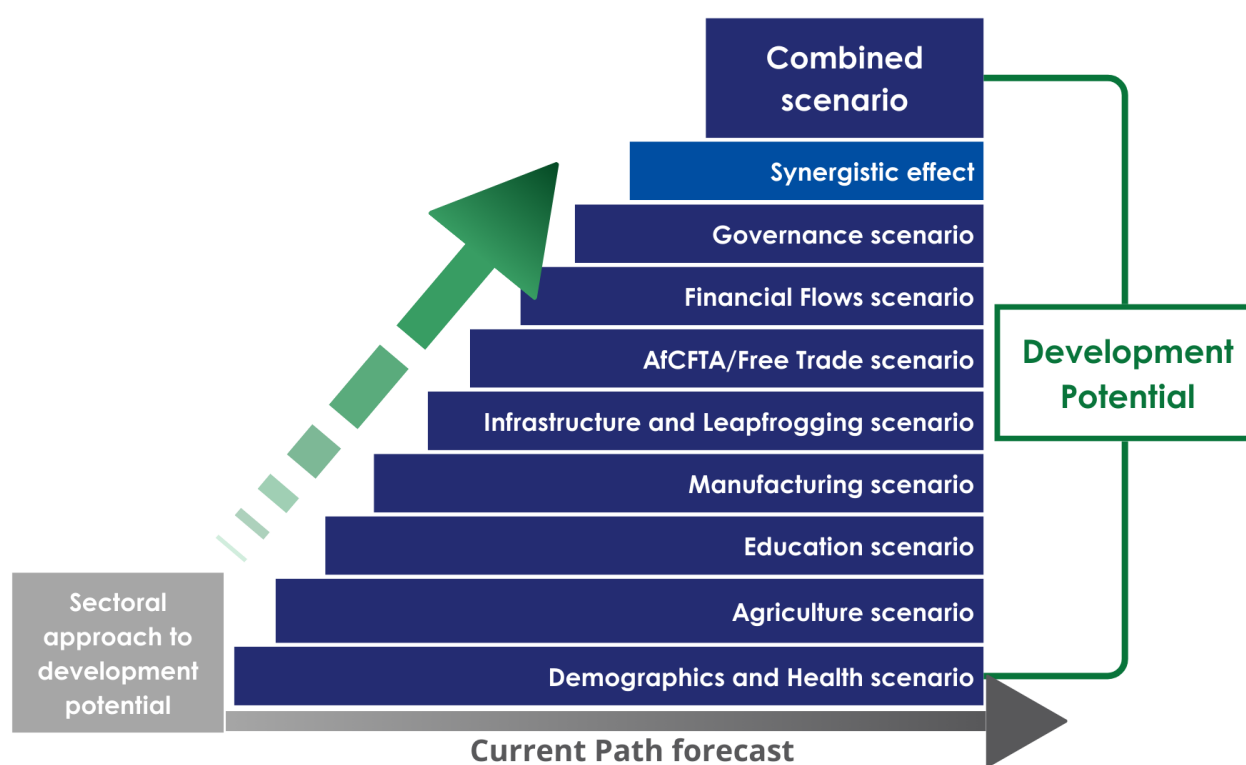 Combined
scenario
Synergistic effect
Governance scenario
Financial Flows scenario
AfCFTA/Free Trade scenario
Infrastructure and Leapfrogging scenario
Manufacturing scenario
Education scenario
Agriculture scenario
Demographics and Health scenario
Development
Potential
Sectoral
approach to
development
potential
Current Path forecast